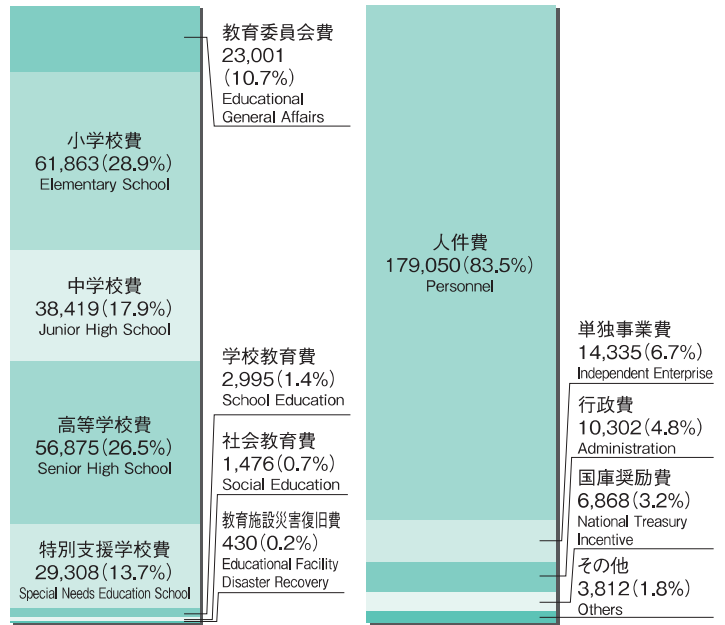 教育委員会費
23,001
(10.7%)
Educational
General Affairs
小学校費
61,863(28.9%)
Elementary School
中学校費
38,419(17.9%)
Junior High School
学校教育費
2,995(1.4%)
School Education
高等学校費
56,875(26.5%)
Senior High School
社会教育費
1,476(0.7%)
Social Education
教育施設災害復旧費
430(0.2%)
Educational Facility
Disaster Recovery
特別支援学校費
29,308(13.7%)
Special Needs Education School
人件費
179,050(83.5%)
Personnel
単独事業費
14,335(6.7%)
Independent Enterprise
行政費
10,302(4.8%)
Administration
国庫奨励費
6,868(3.2%)
National Treasury
Incentive
その他
3,812(1.8%)
Others